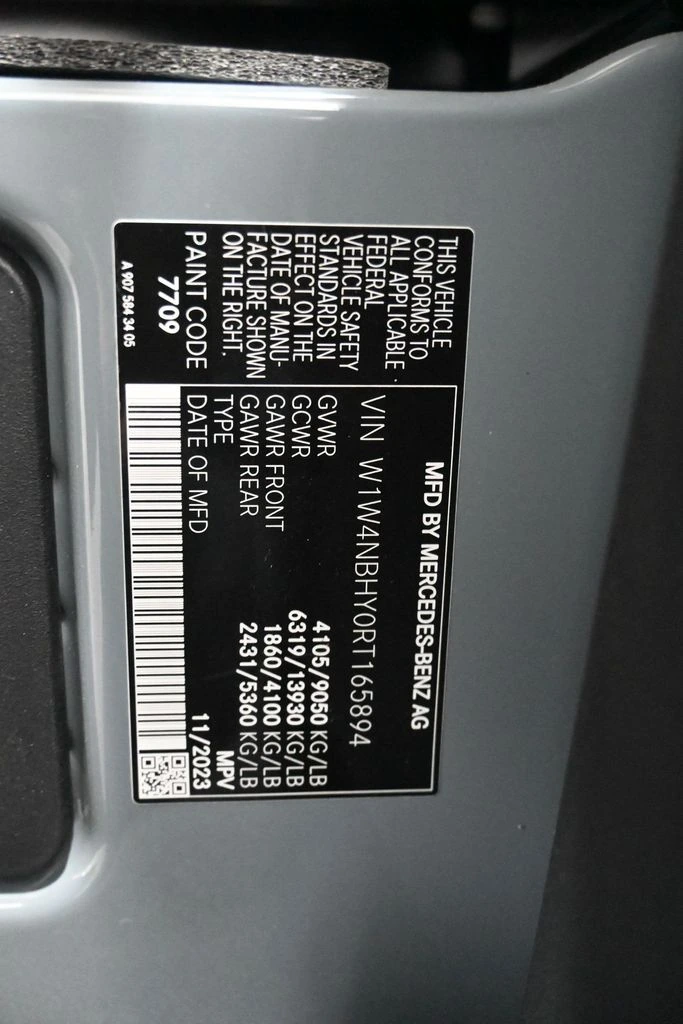 THIS VEHICLE
CONFORMS TO
ALL APPLICABLE
FEDERAL
VEHICLE SAFETY
STANDARDS IN
EFFECT ON THE
DATE OF MANU-
FACTURE SHOWN
ON THE RIGHT.
PAINT CODE
7709
A 907 584 34 05
MFD BY MERCEDES-BENZ AG
VIN W1W4NBHY0RT165894
GVWR 4105/9050 KG/LB
GCWR 6319/13930 KG/LB
GAWR FRONT 1860/4100 KG/LB
GAWR REAR 2431/5360 KG/LB
TYPE MPV
DATE OF MFD 11/2023